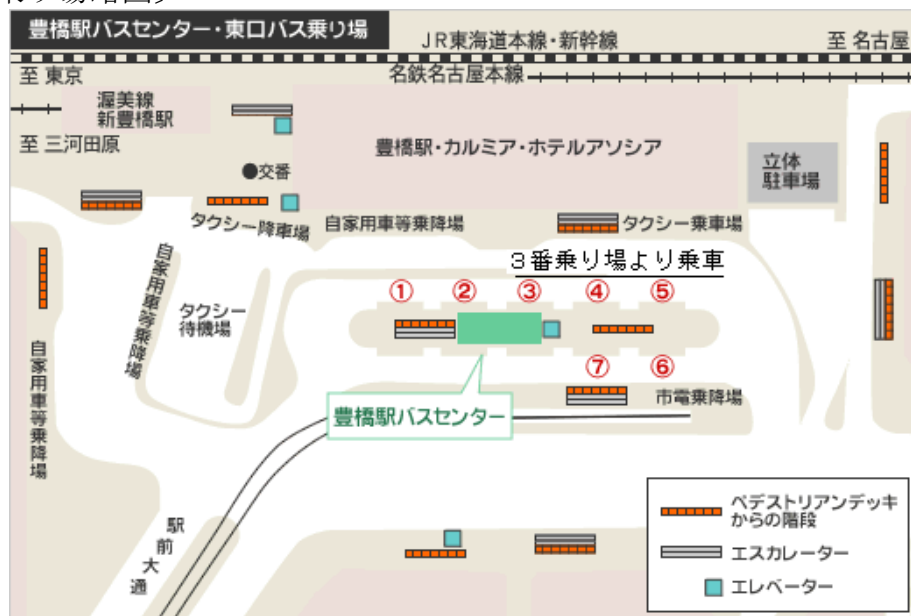 豊橋駅バスセンター・東口バス乗り場
JR東海道本線・新幹線
至 名古屋
至 東京
名鉄名古屋本線
渥美線
新豊橋駅
至 三河田原
豊橋駅・カルミア・ホテルアソシア
立体
駐車場
●交番
タクシー降車場
自家用車等乗降場
タクシー乗車場
自家用車等乗降場
3番乗り場より乗車
① ② ③ ④ ⑤
タクシー
待機場
自家用車等乗降場
⑦ ⑥
市電乗降場
豊橋駅バスセンター
駅前大通
ペデストリアンデッキ
からの階段
エスカレーター
エレベーター